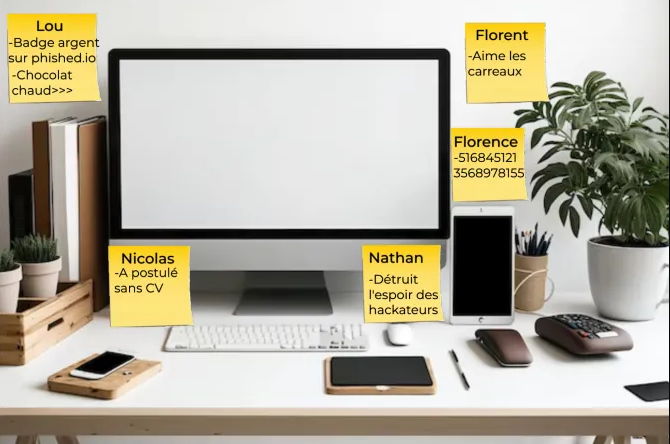 Lou
-Badge argent
sur phished.io
-Chocolat
chaud>>>
Florent
-Aime les
carreaux
Florence
-516845121
3568978155
Nicolas
-A postulé
sans CV
Nathan
-Détruit
l'espoir des
hackateurs